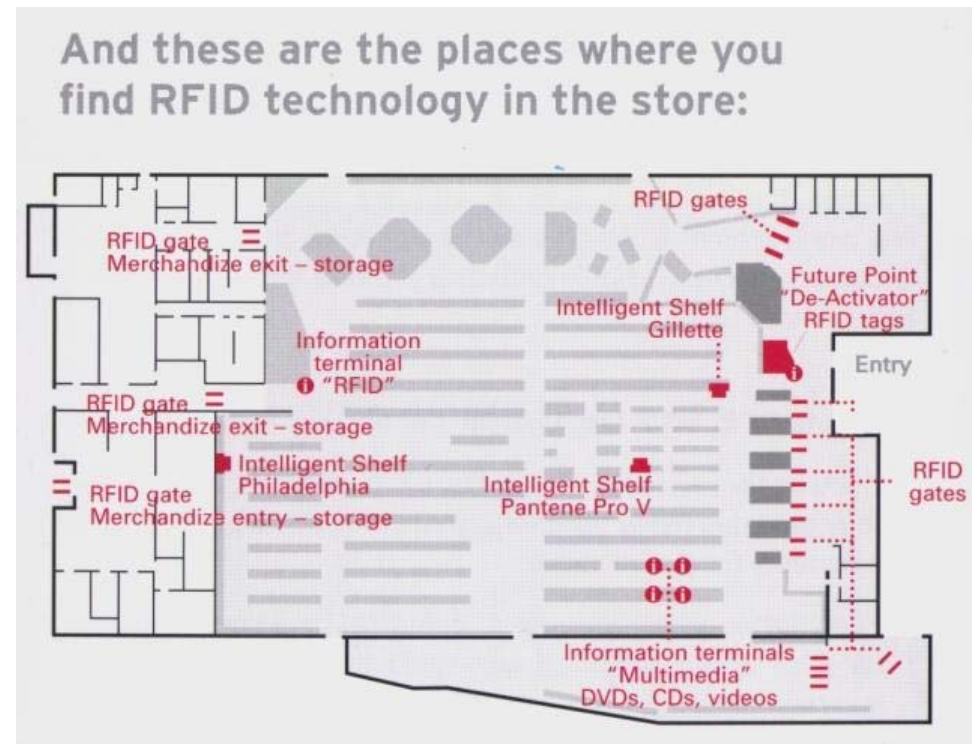 And these are the places where you
find RFID technology in the store:
RFID gates
RFID gate
Merchandize exit – storage
Future Point
"De-Activator"
RFID tags
Intelligent Shelf
Gillette
Information
terminal
"RFID"
i
i
Entry
RFID gate
Merchandize exit – storage
Intelligent Shelf
Philadelphia
Intelligent Shelf
Pantene Pro V
RFID
gates
RFID gate
Merchandize entry – storage
i i
i i
Information terminals
"Multimedia"
DVDs, CDs, videos